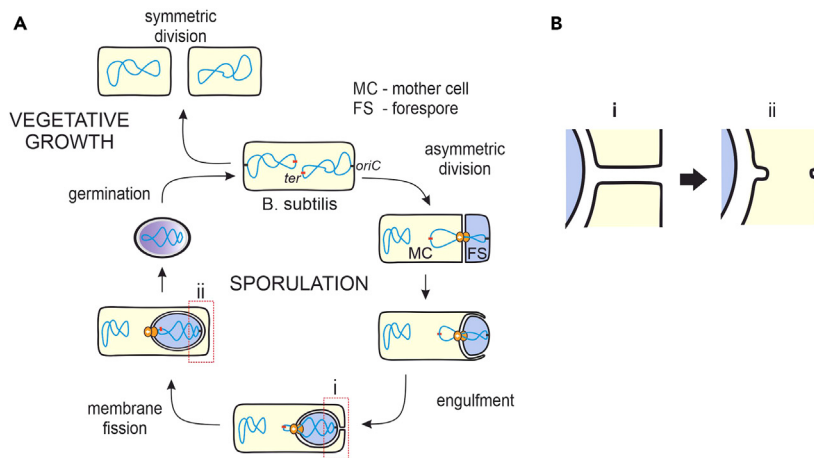 A
symmetric
division
VEGETATIVE
GROWTH
MC - mother cell
FS - forespore
asymmetric
division
germination
ter
oriC
B. subtilis
MC
FS
SPORULATION
ii
i
engulfment
membrane
fission
B
i
ii